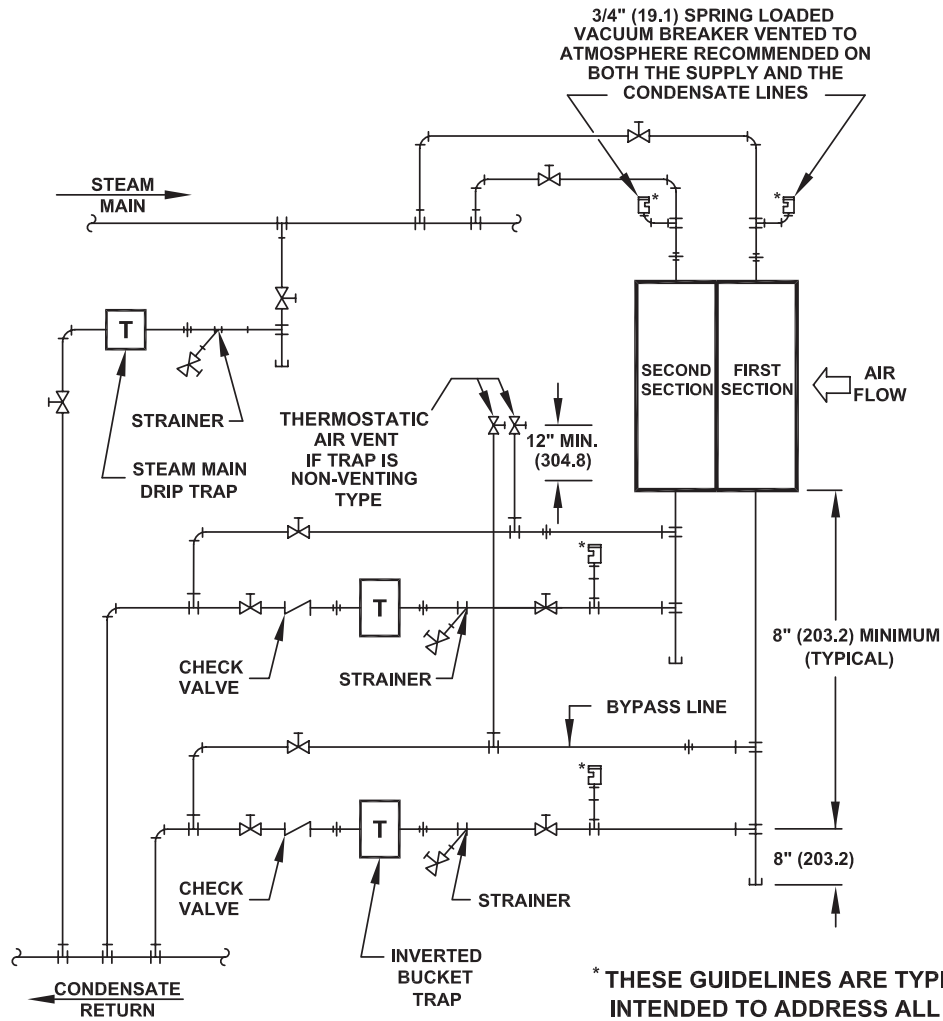 3/4" (19.1) SPRING LOADED
VACUUM BREAKER VENTED TO
ATMOSPHERE RECOMMENDED ON
BOTH THE SUPPLY AND THE
CONDENSATE LINES
STEAM
MAIN
*
*
T
STRAINER
STEAM MAIN
DRIP TRAP
THERMOSTATIC
AIR VENT
IF TRAP IS
NON-VENTING
TYPE
12" MIN.
(304.8)
SECOND
SECTION
FIRST
SECTION
AIR
FLOW
*
T
CHECK
VALVE
STRAINER
8" (203.2) MINIMUM
(TYPICAL)
BYPASS LINE
*
T
CHECK
VALVE
STRAINER
8" (203.2)
INVERTED
BUCKET
TRAP
CONDENSATE
RETURN
* THESE GUIDELINES ARE
INTENDED TO ADDRESS ALL